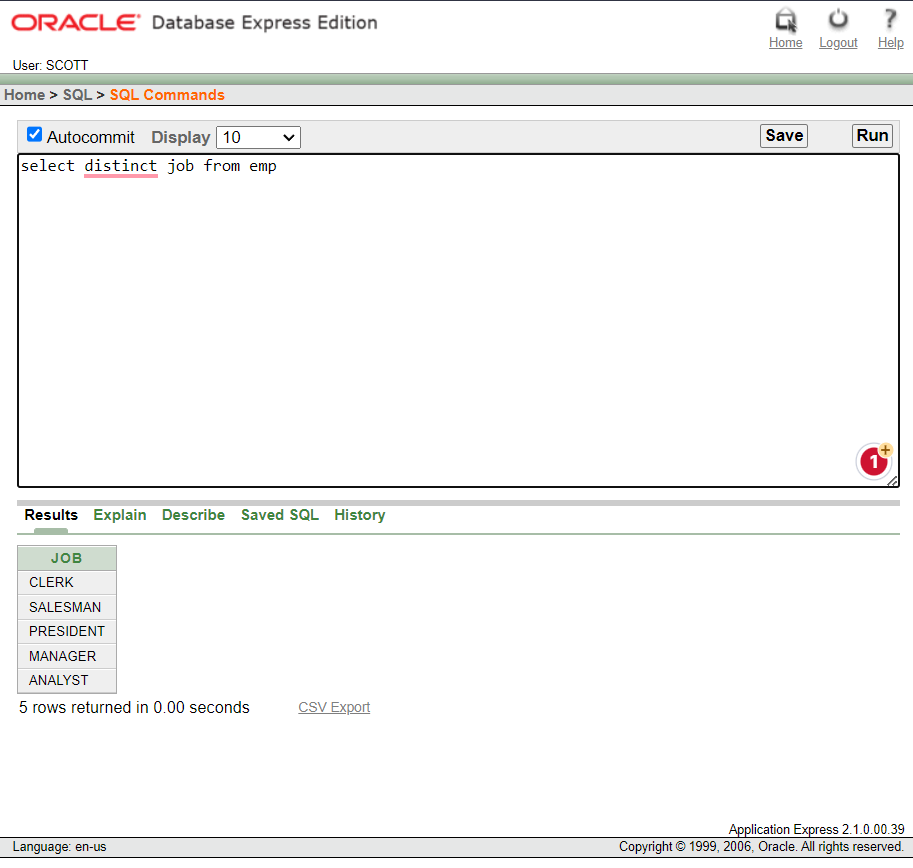 ORACLE® Database Express Edition
Home Logout Help
User: SCOTT
Home > SQL > SQL Commands
Autocommit Display 10 Save Run
select distinct job from emp
1 +
Results Explain Describe Saved SQL History
JOB
CLERK
SALESMAN
PRESIDENT
MANAGER
ANALYST
5 rows returned in 0.00 seconds CSV Export
Application Express 2.1.0.00.39
Language: en-us Copyright © 1999, 2006, Oracle. All rights reserved.